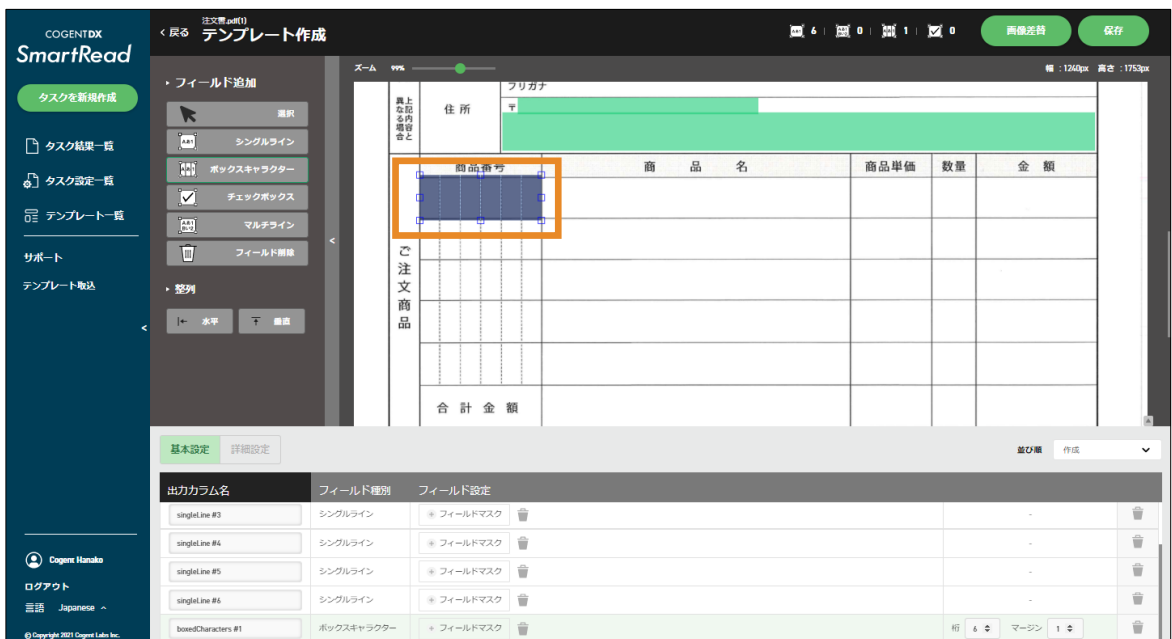 COGENTDX
SmartRead
タスクを新規作成
タスク結果一覧
タスク設定一覧
テンプレート一覧
サポート
テンプレート取込
<
Cogent Hanako
ログアウト
言語 Japanese
© Copyright 2021 Cogent Labs Inc.
< 戻る
注文書.pdf(1)
テンプレート作成
6 | 0 | 1 | 0
画像差替
保存
フィールド追加
選択
シングルライン
ボックスキャラクター
チェックボックス
マルチライン
フィールド削除
整列
水平 垂直
<
ズーム 99%
幅 : 1240px 高さ : 1753px
フリガナ
上記内容と
異なる場合
住所
〒
商品番号 商品名 商品単価 数量 金額
ご注文商品
合計金額
基本設定 詳細設定
並び順 作成
出力カラム名 フィールド種別 フィールド設定
singleLine #3 シングルライン フィールドマスク -
singleLine #4 シングルライン フィールドマスク -
singleLine #5 シングルライン フィールドマスク -
singleLine #6 シングルライン フィールドマスク -
boxedCharacters #1 ボックスキャラクター フィールドマスク 桁 6 マージン 1